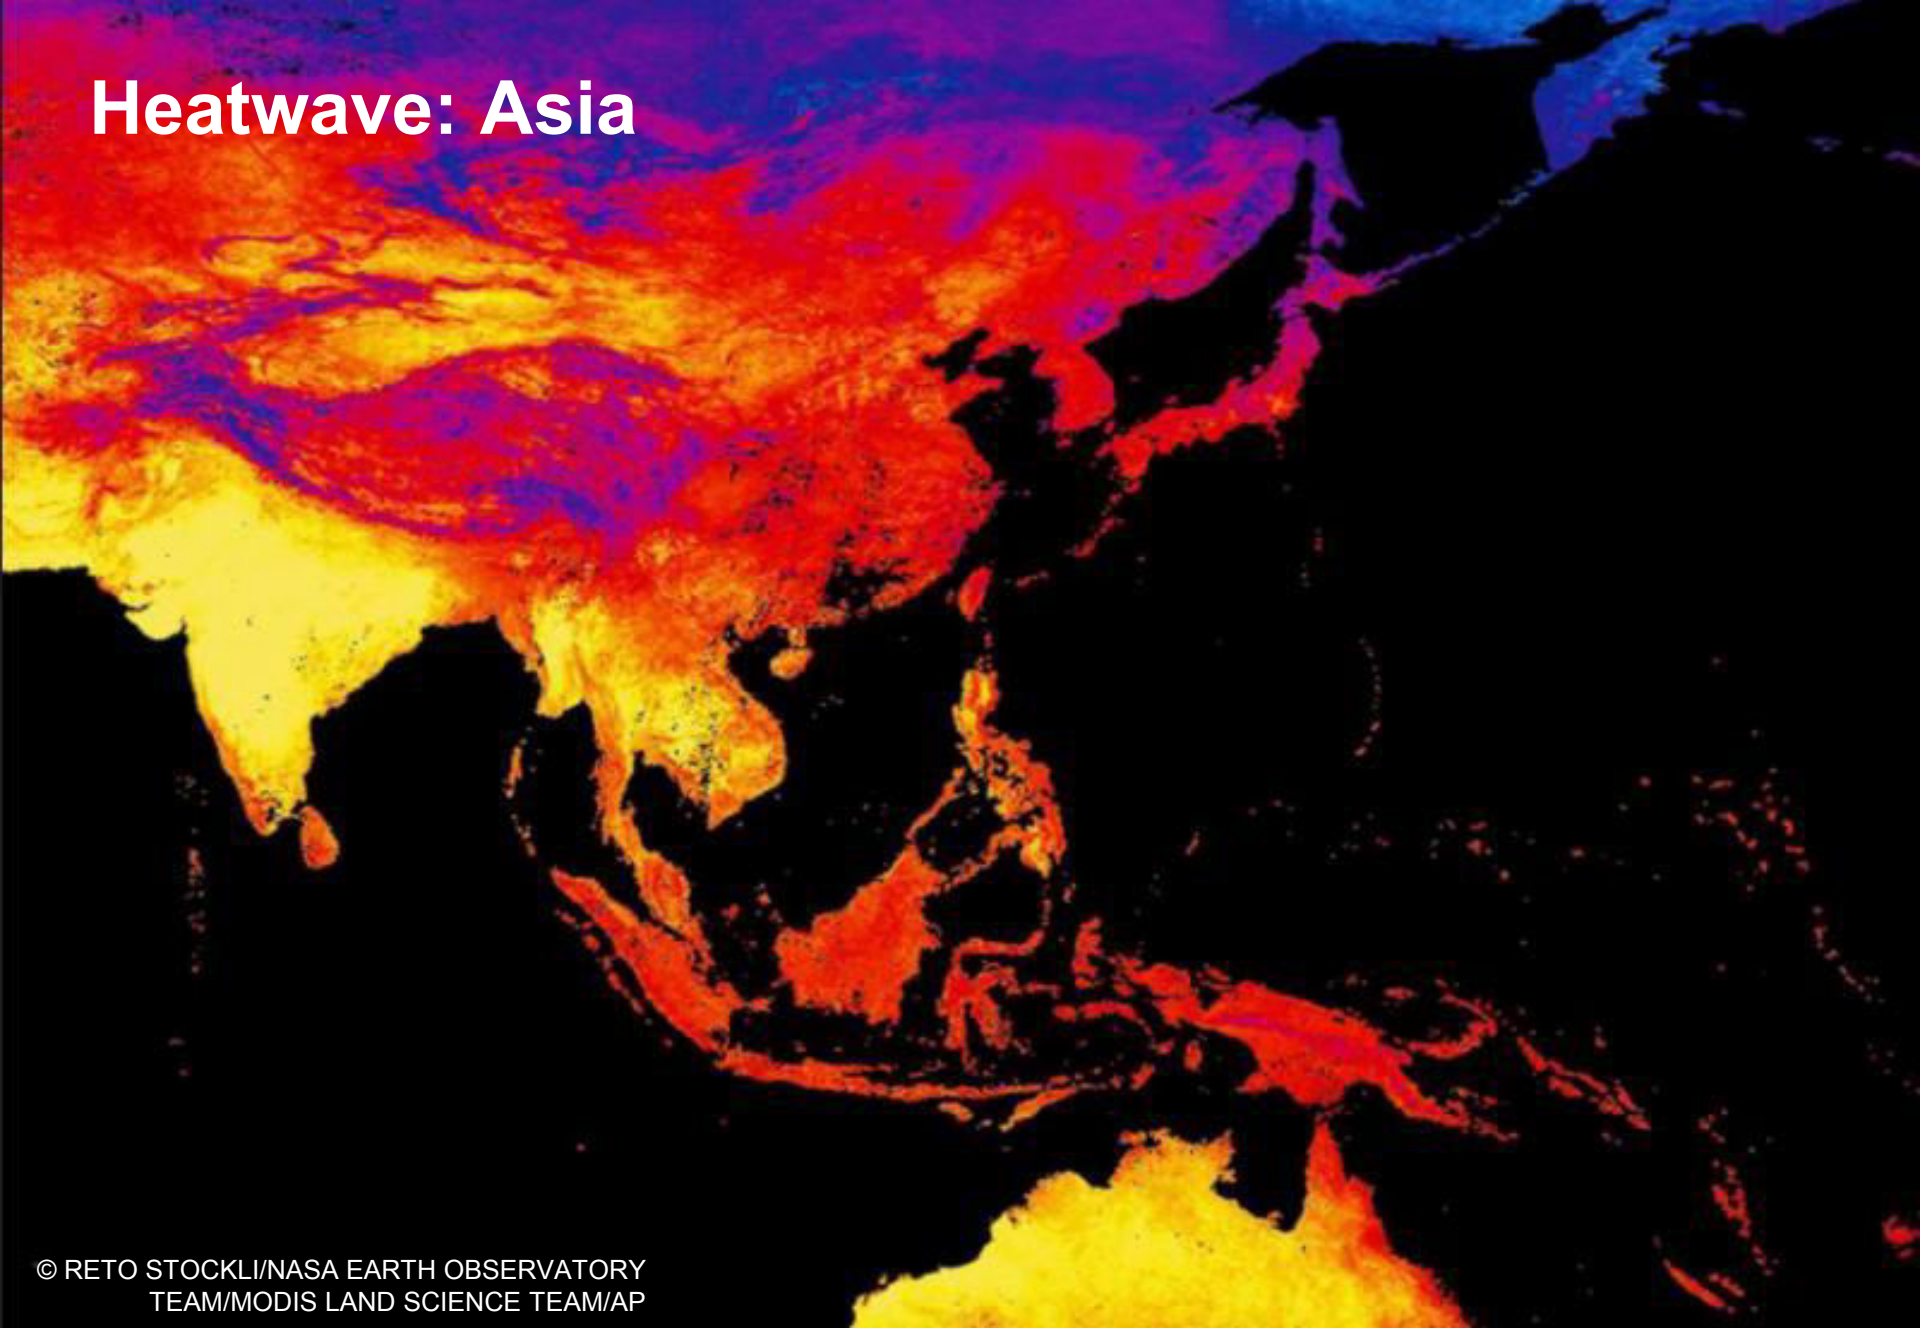 Heatwave: Asia
© RETO STOCKLI/NASA EARTH OBSERVATORY
TEAM/MODIS LAND SCIENCE TEAM/AP